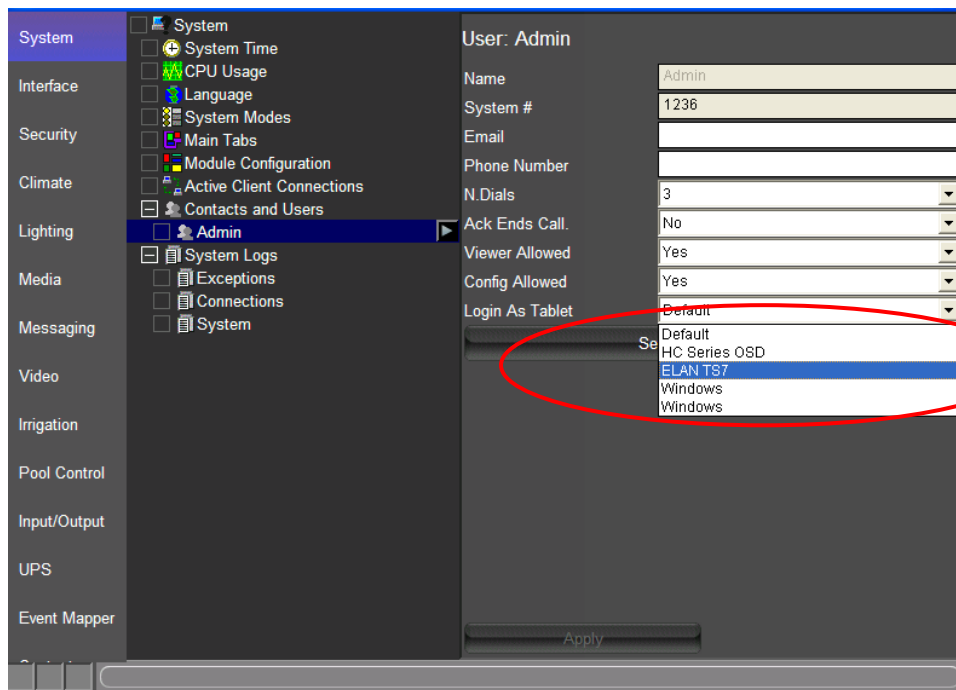 System
Interface
Security
Climate
Lighting
Media
Messaging
Video
Irrigation
Pool Control
Input/Output
UPS
Event Mapper
System
System Time
CPU Usage
Language
System Modes
Main Tabs
Module Configuration
Active Client Connections
Contacts and Users
Admin
System Logs
Exceptions
Connections
System
User: Admin
Name Admin
System # 1236
Email
Phone Number
N.Dials 3
Ack Ends Call. No
Viewer Allowed Yes
Config Allowed Yes
Login As Tablet Default
Default
HC Series OSD
ELAN TS7
Windows
Windows
Apply